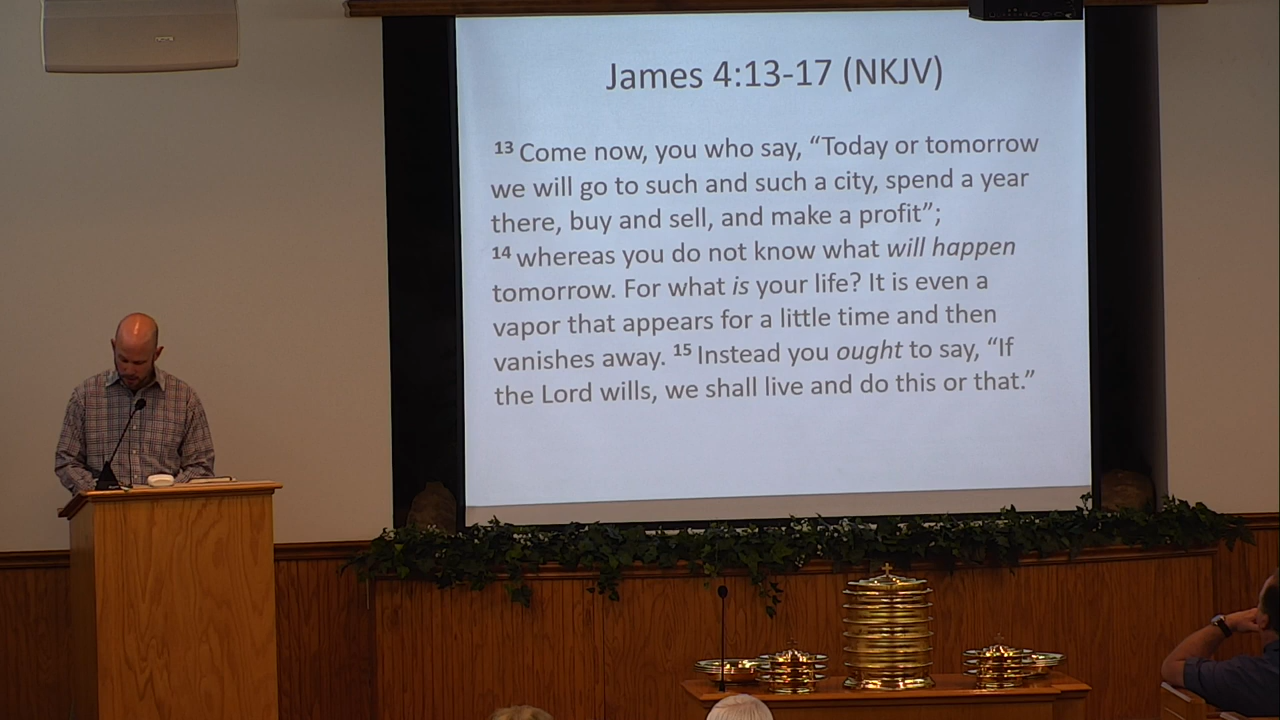 James 4:13-17 (NKJV)
13 Come now, you who say, “Today or tomorrow
we will go to such and such a city, spend a year
there, buy and sell, and make a profit”;
14 whereas you do not know what will happen
tomorrow. For what is your life? It is even a
vapor that appears for a little time and then
vanishes away. 15 Instead you ought to say, “If
the Lord wills, we shall live and do this or that.”